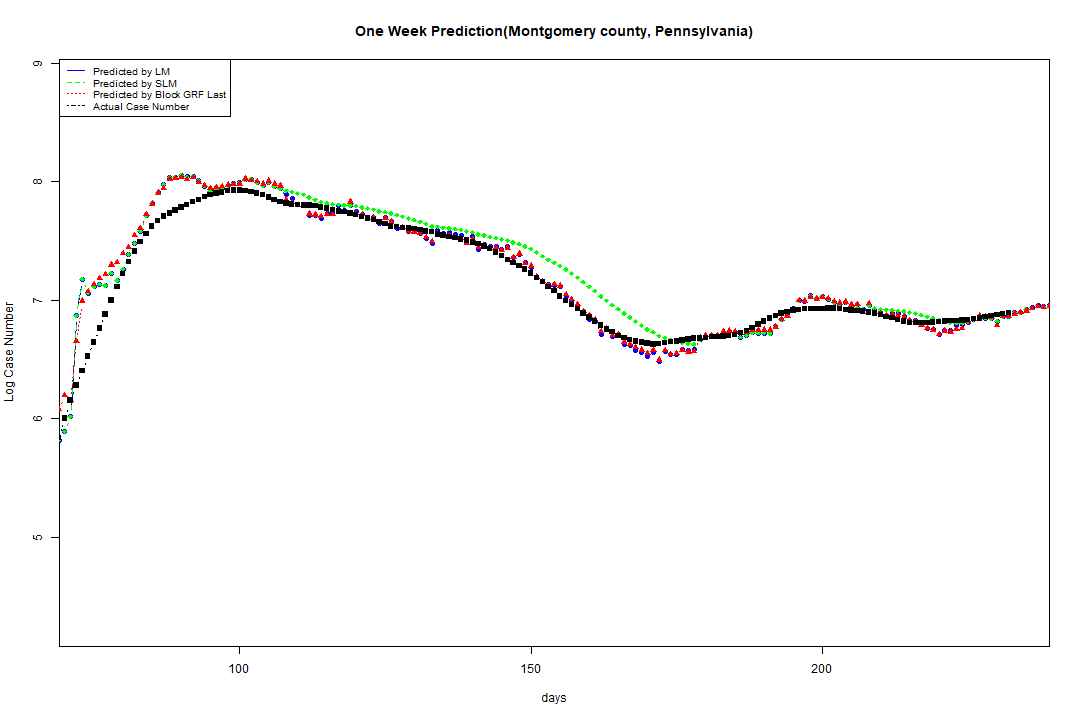 One Week Prediction(Montgomery county, Pennsylvania)
Predicted by LM
Predicted by SLM
Predicted by Block GRF Last
Actual Case Number
9
8
7
6
5
Log Case Number
100
150
200
days